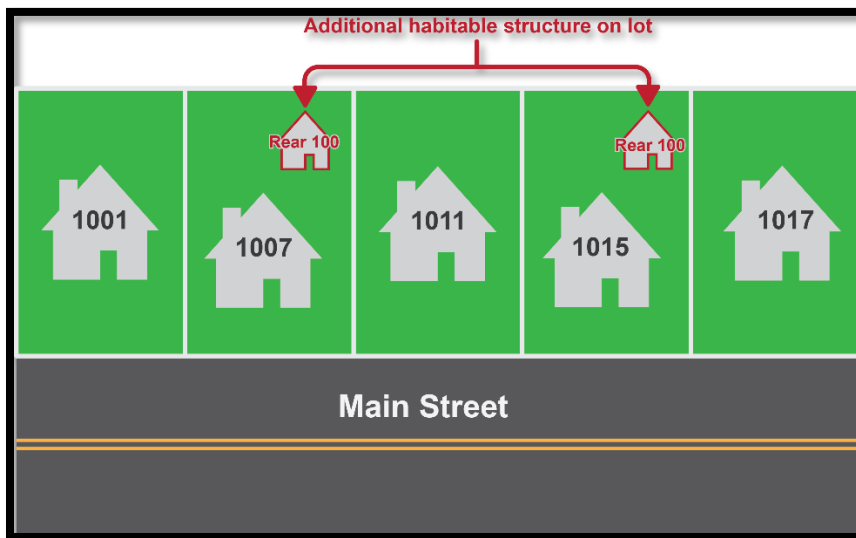 Additional habitable structure on lot
Rear 100
Rear 100
1001
1007
1011
1015
1017
Main Street